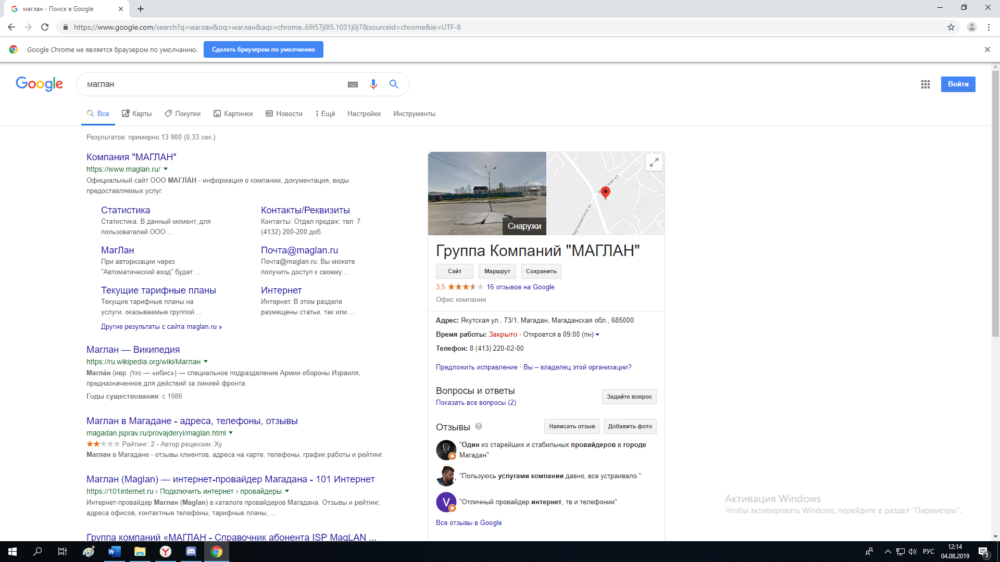 маглан - Поиск в Google
https://www.google.com/search?q=маглан&oq=маглан&aqs=chrome..69i57j0l5.1031j0j7&sourceid=chrome&ie=UTF-8
Google Chrome не является браузером по умолчанию.
Сделать браузером по умолчанию
Google
маглан
Войти
Все
Карты
Покупки
Картинки
Новости
Ещё
Настройки
Инструменты
Результатов: примерно 13 900 (0,33 сек.)
Компания "МАГЛАН"
https://www.maglan.ru/
Официальный сайт ООО МАГЛАН - информация о компании, документация, виды
предоставляемых услуг.
Статистика
Статистика. В данный момент, для
пользователей ООО ...
Контакты/Реквизиты
Контакты: Отдел продаж: тел: 7
(4132) 200-200 доб.
МагЛан
При авторизации через
"Автоматический вход" будет ...
Почта@maglan.ru
Почта@maglan.ru. Вы можете
получить доступ к своему ...
Текущие тарифные планы
Текущие тарифные планы на
услуги, оказываемые группой ...
Интернет
Интернет. В этом разделе
размещены статьи, так или ...
Другие результаты с сайта maglan.ru »
Маглан — Википедия
https://ru.wikipedia.org/wiki/Маглан
Магла́н (ивр. מגלן — «ибис») — специальное подразделение Армии обороны Израиля,
предназначенное для действий за линией фронта.
Годы существования: с 1986
Маглан в Магадане - адреса, телефоны, отзывы
magadan.jsprav.ru/provajderyi/maglan.html
Рейтинг: 2 - Автор рецензии: Ху
Маглан в Магадане - отзывы клиентов, адреса на карте, телефоны, график работы и рейтинг.
Маглан (Maglan) — интернет-провайдер Магадана - 101 Интернет
https://101internet.ru › Подключить интернет › провайдеры
Интернет-провайдер Маглан (Maglan) в каталоге провайдеров Магадана. Отзывы и рейтинг,
адреса офисов, контактные телефоны, тарифные планы, ...
Группа компаний «МАГЛАН - Справочник абонента ISP MagLAN ...
Снаружи
Марчеканское ш.
Группа Компаний "МАГЛАН"
Сайт
Маршрут
Сохранить
3,5
16 отзывов на Google
Офис компании
Адрес: Якутская ул., 73/1, Магадан, Магаданская обл., 685000
Время работы: Закрыто · Откроется в 09:00 (пн)
Телефон: 8 (413) 220-02-00
Предложить исправление · Вы – владелец этой организации?
Вопросы и ответы
Показать все вопросы (2)
Задайте вопрос
Отзывы
?
Написать отзыв
Добавить фото
"Один из старейших и стабильных провайдеров в городе
Магадан"
"Пользуюсь услугами компании давно, все устраивало."
V
"Отличный провайдер интернет, тв и телефонии"
Все отзывы в Google
Активация Windows
Чтобы активировать Windows, перейдите в раздел "Параметры".
РУС
12:14
04.08.2019
3